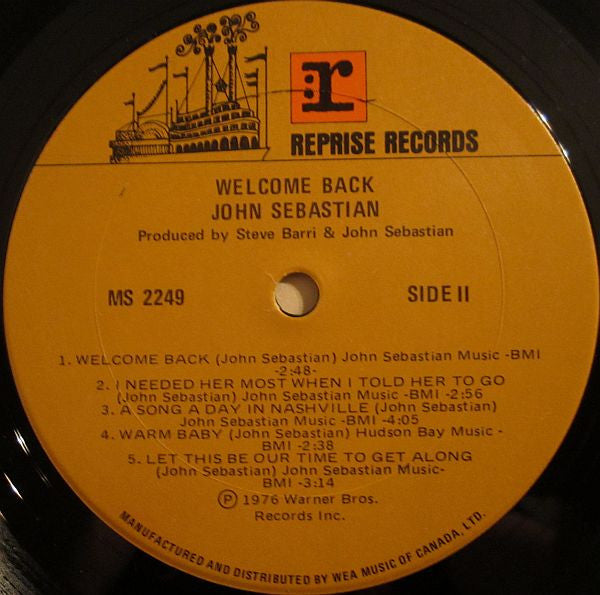 r
REPRISE RECORDS
WELCOME BACK
JOHN SEBASTIAN
Produced by Steve Barri & John Sebastian
MS 2249
SIDE II
1. WELCOME BACK (John Sebastian) John Sebastian Music -BMI
-2:48-
2. I NEEDED HER MOST WHEN I TOLD HER TO GO
(John Sebastian) John Sebastian Music -BMI -2:56
3. A SONG A DAY IN NASHVILLE (John Sebastian)
John Sebastian Music -BMI -4:05
4. WARM BABY (John Sebastian) Hudson Bay Music -
BMI -2:38
5. LET THIS BE OUR TIME TO GET ALONG
(John Sebastian) John Sebastian Music-
BMI -3:14
Ⓟ 1976 Warner Bros.
Records Inc.
MANUFACTURED AND DISTRIBUTED BY WEA MUSIC OF CANADA, LTD.